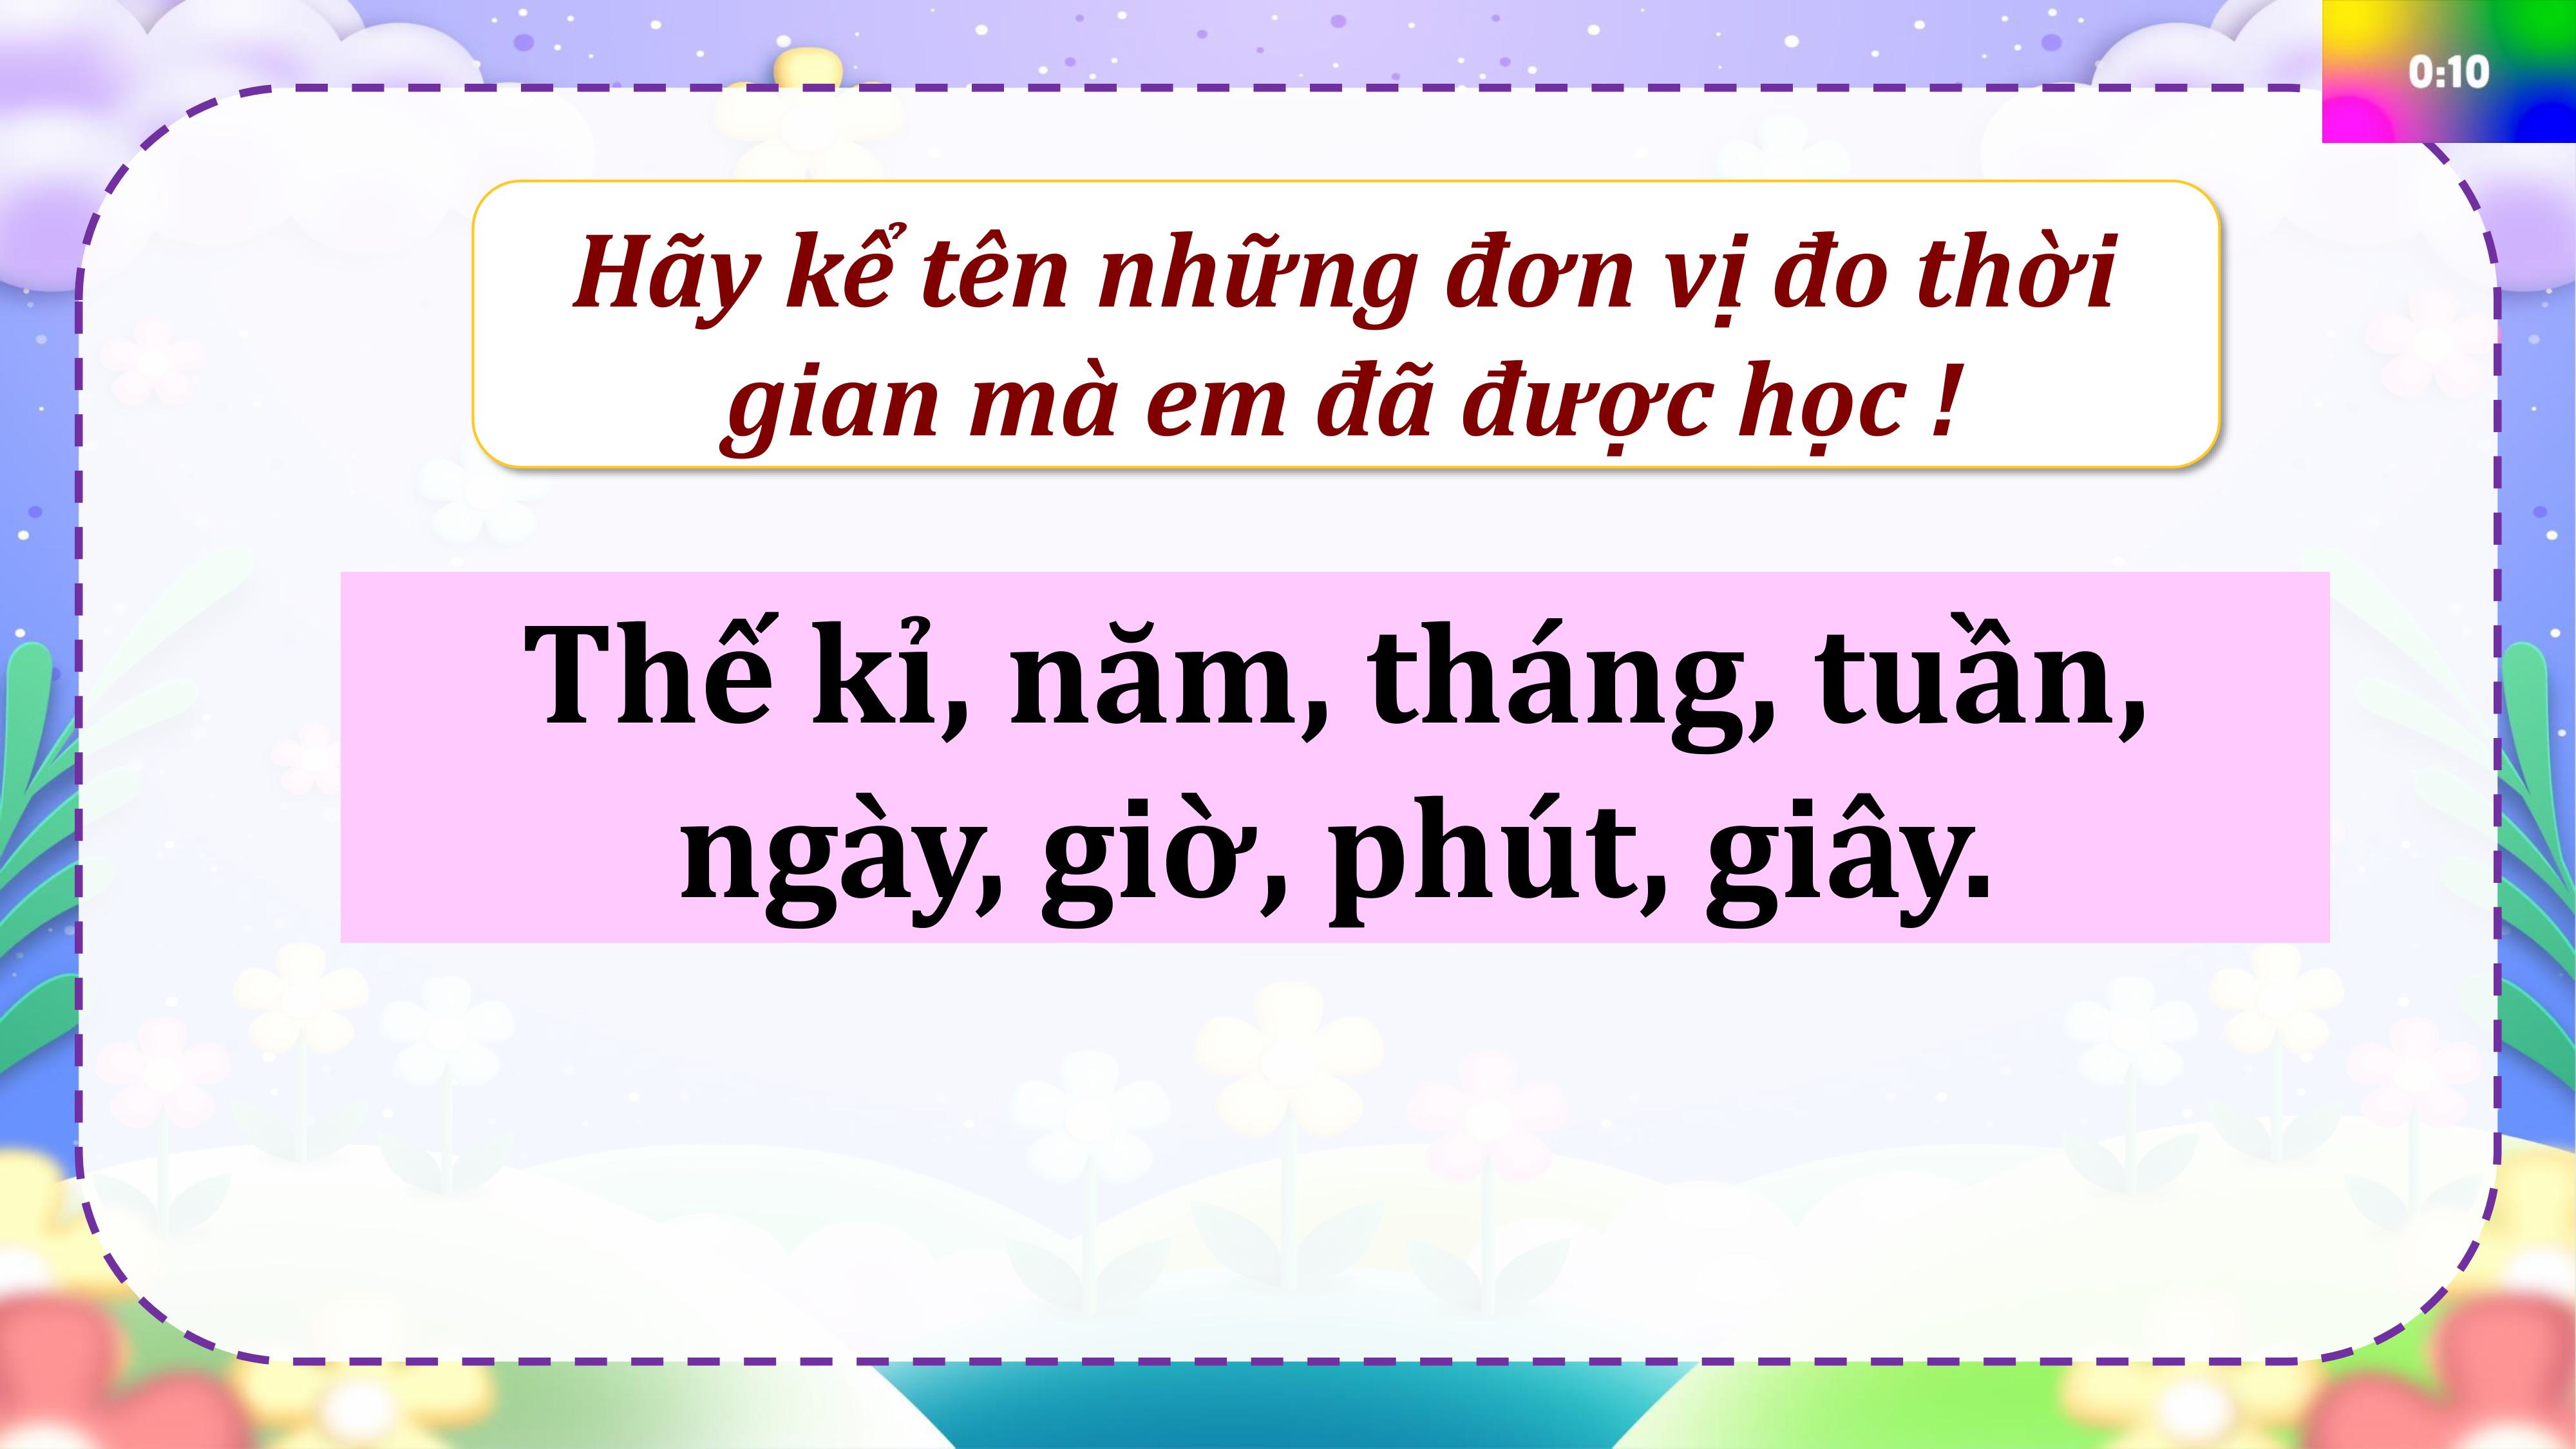 0:10
Hãy kể tên những đơn vị đo thời
gian mà em đã được học !
Thế kỉ, năm, tháng, tuần,
ngày, giờ, phút, giây.